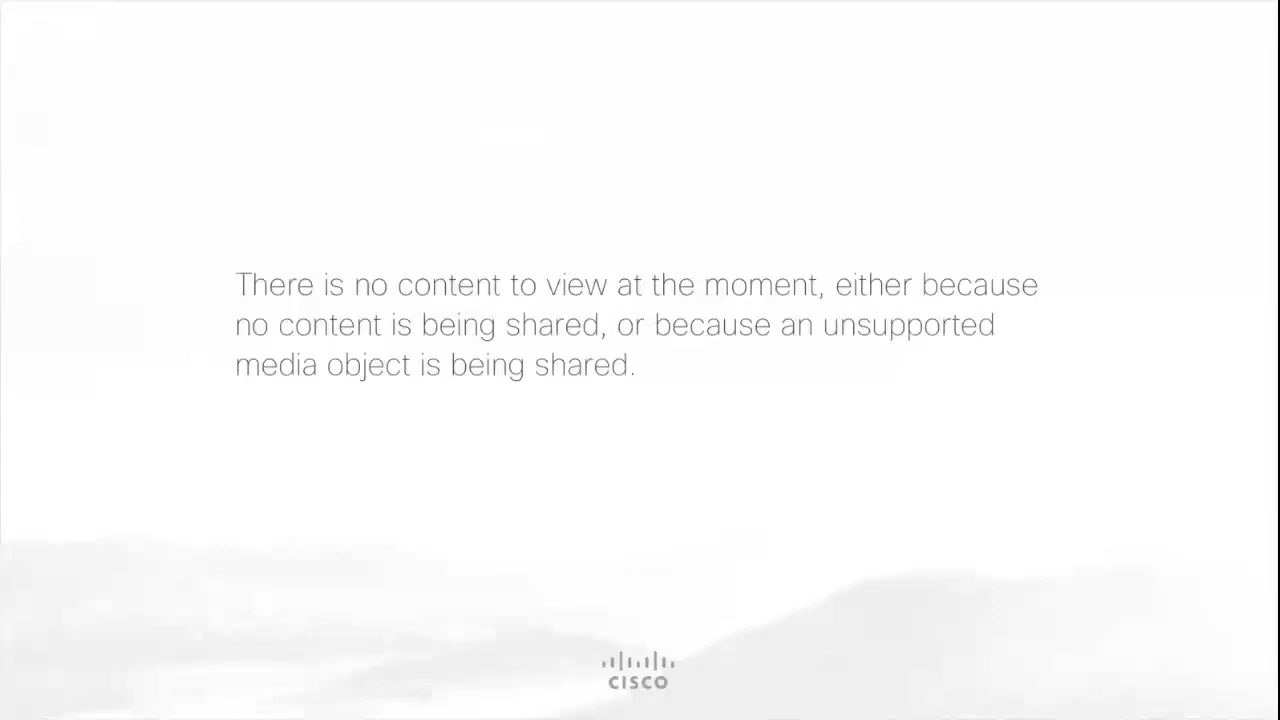 There is no content to view at the moment, either because
no content is being shared, or because an unsupported
media object is being shared.
CISCO